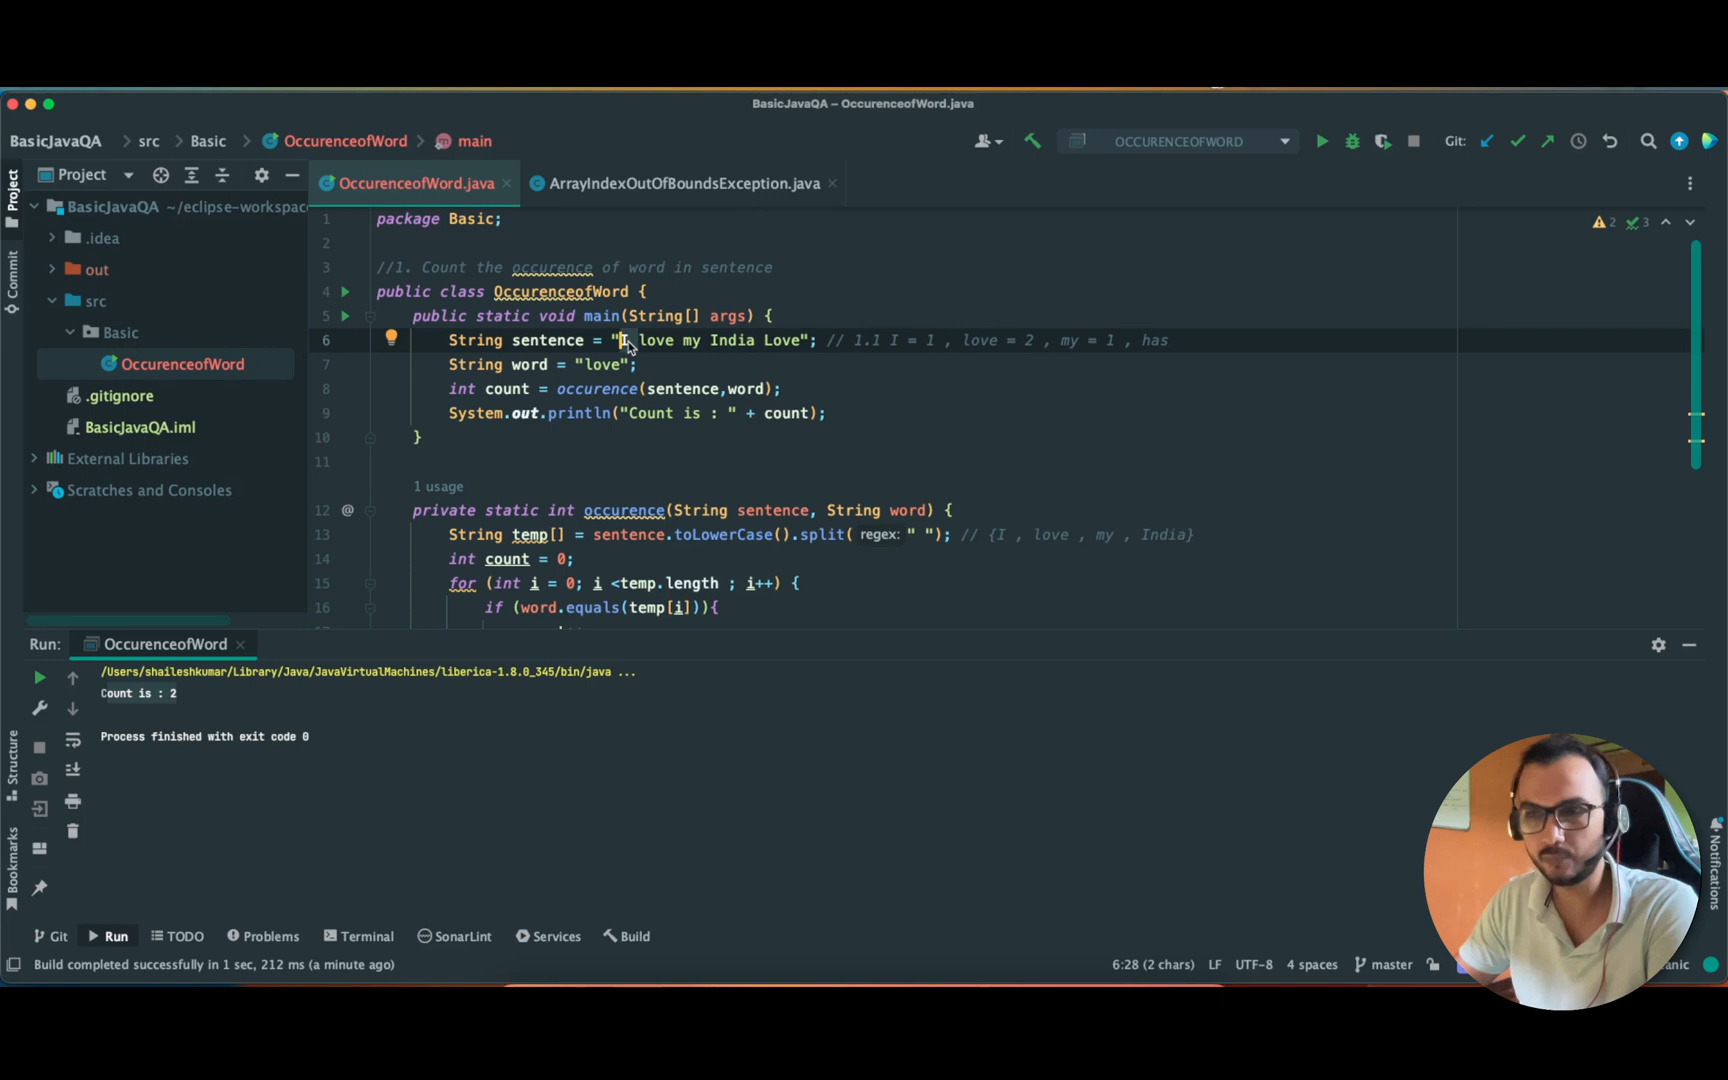 BasicJavaQA – OccurenceofWord.java
BasicJavaQA > src > Basic > OccurenceofWord > main
OCCURENCEOFWORD
Git:
Project
OccurenceofWord.java
ArrayIndexOutOfBoundsException.java
Project
Commit
BasicJavaQA ~/eclipse-workspac
.idea
out
src
Basic
OccurenceofWord
.gitignore
BasicJavaQA.iml
External Libraries
Scratches and Consoles
2 3
1 package Basic;
2
3 //1. Count the occurence of word in sentence
4 public class OccurenceofWord {
5 public static void main(String[] args) {
6 String sentence = "I love my India Love"; // 1.1 I = 1 , love = 2 , my = 1 , has
7 String word = "love";
8 int count = occurence(sentence,word);
9 System.out.println("Count is : " + count);
10 }
11
1 usage
12 @ private static int occurence(String sentence, String word) {
13 String temp[] = sentence.toLowerCase().split( regex: " "); // {I , love , my , India}
14 int count = 0;
15 for (int i = 0; i <temp.length ; i++) {
16 if (word.equals(temp[i])){
Run: OccurenceofWord
/Users/shaileshkumar/Library/Java/JavaVirtualMachines/liberica-1.8.0_345/bin/java ...
Count is : 2
Process finished with exit code 0
Structure
Bookmarks
Notifications
Git Run TODO Problems Terminal SonarLint Services Build
Build completed successfully in 1 sec, 212 ms (a minute ago)
6:28 (2 chars) LF UTF-8 4 spaces master